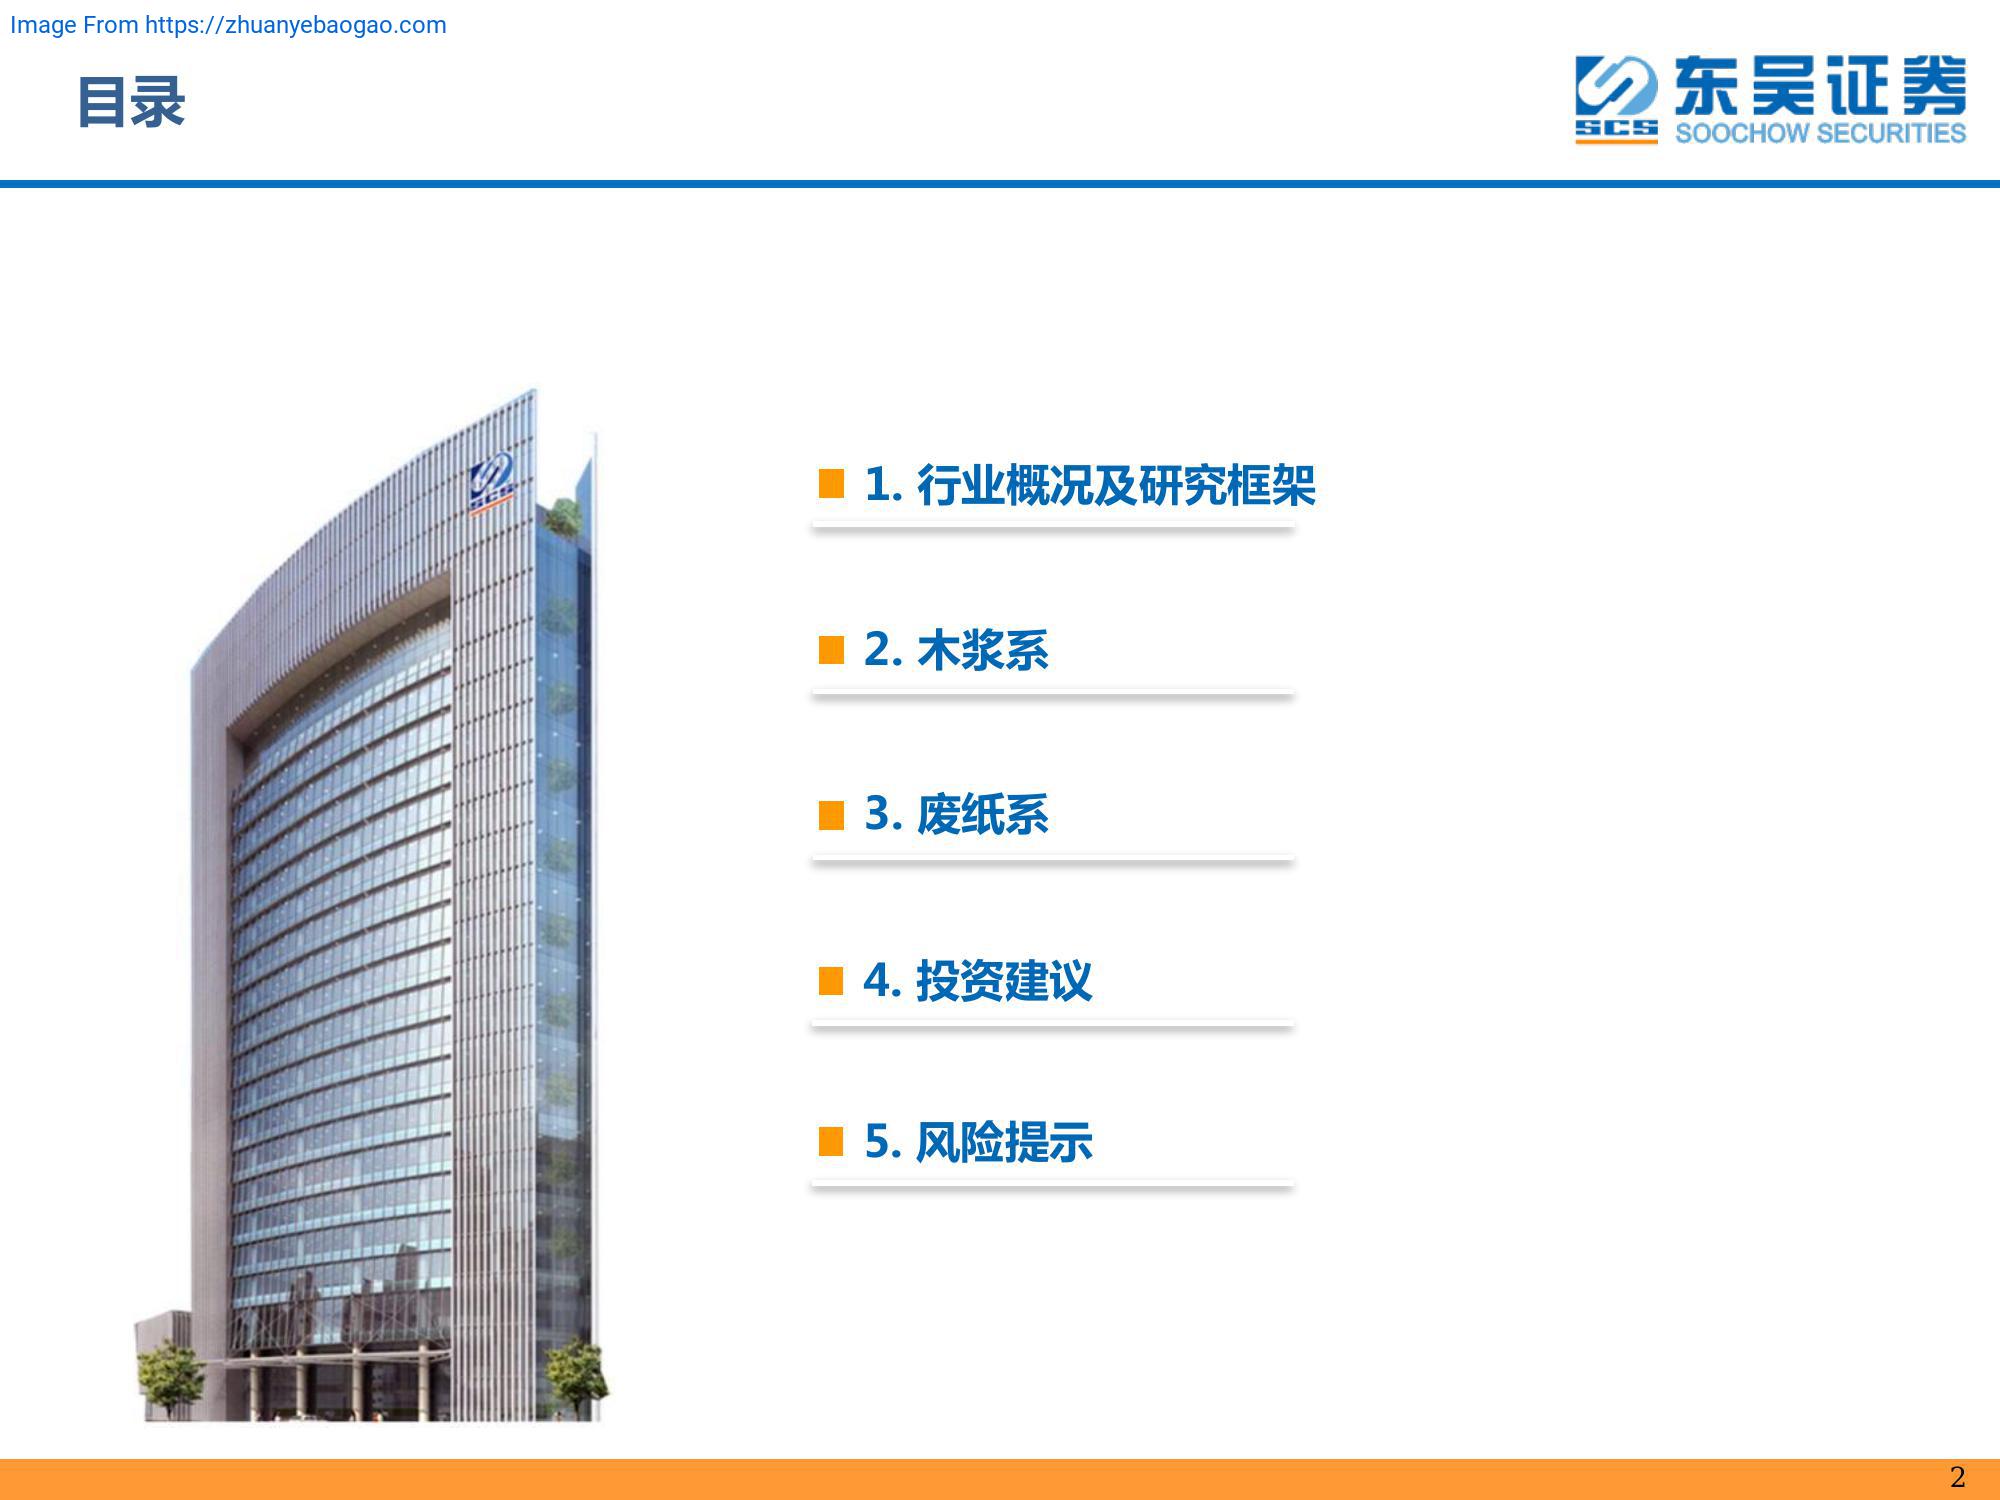 Image From https://zhuanyebaogao.com
目录
东吴证券
SCS
SOOCHOW SECURITIES
SCS
1. 行业概况及研究框架
2. 木浆系
3. 废纸系
4. 投资建议
5. 风险提示
2